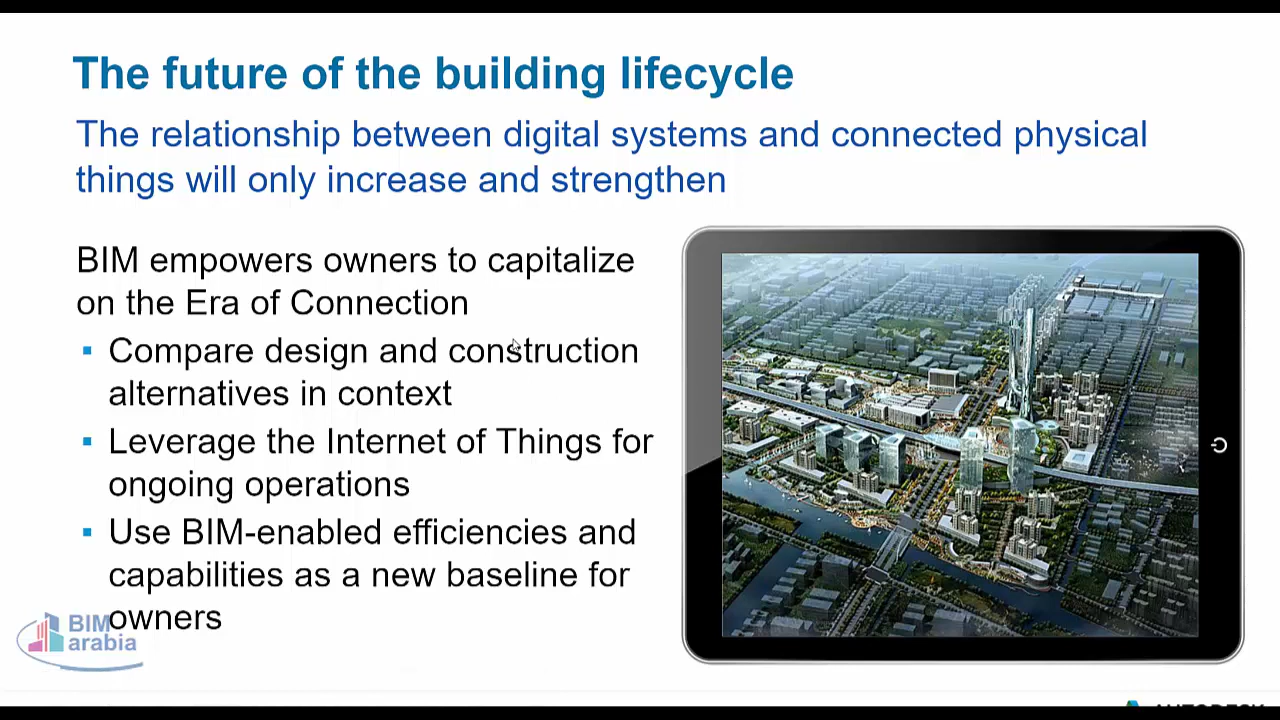 The future of the building lifecycle
The relationship between digital systems and connected physical
things will only increase and strengthen
BIM empowers owners to capitalize
on the Era of Connection
▪ Compare design and construction
alternatives in context
▪ Leverage the Internet of Things for
ongoing operations
▪ Use BIM-enabled efficiencies and
capabilities as a new baseline for
owners
BIM
arabia
AUTODESK